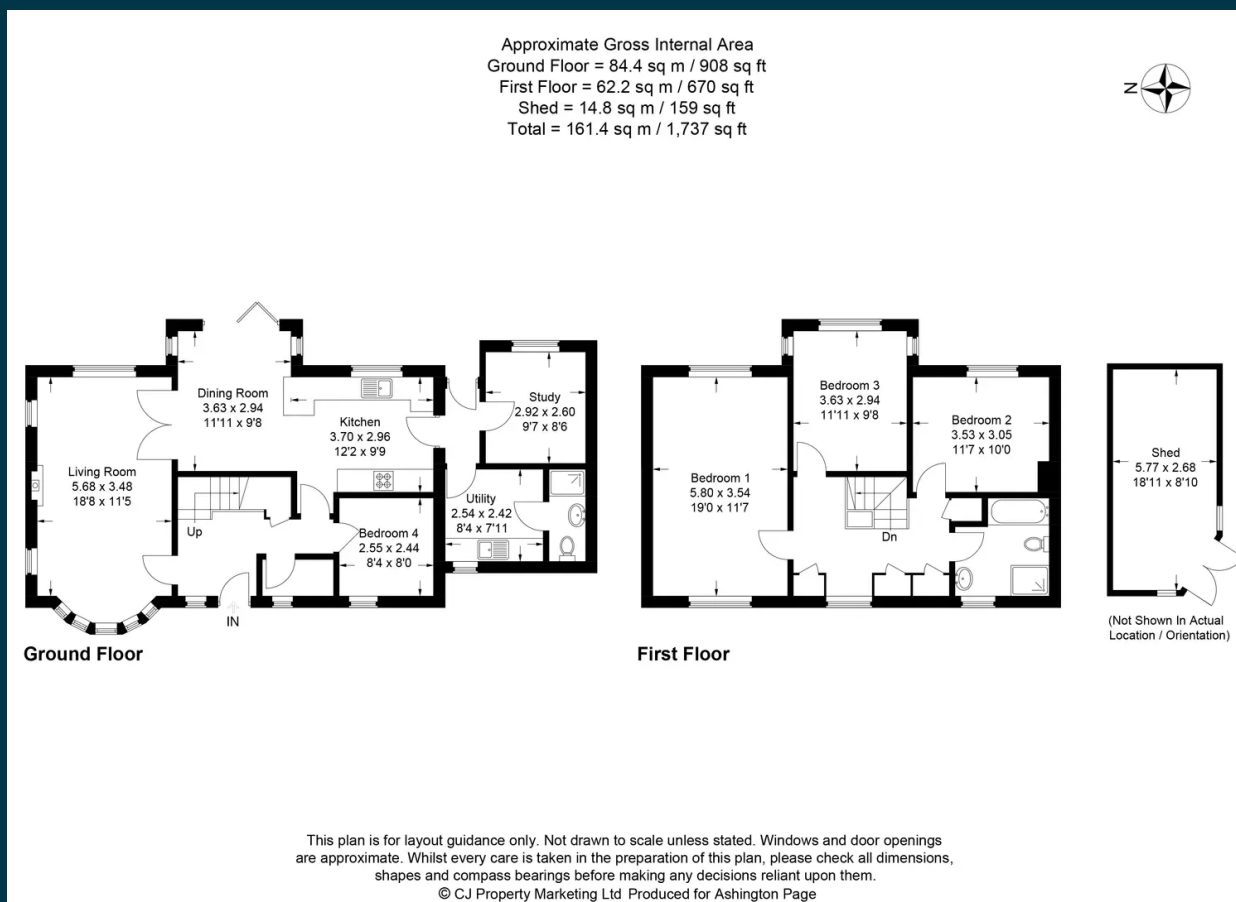 Approximate Gross Internal Area
Ground Floor = 84.4 sq m / 908 sq ft
First Floor = 62.2 sq m / 670 sq ft
Shed = 14.8 sq m / 159 sq ft
Total = 161.4 sq m / 1,737 sq ft
N
Dining Room
3.63 x 2.94
11'11 x 9'8
Kitchen
3.70 x 2.96
12'2 x 9'9
Study
2.92 x 2.60
9'7 x 8'6
Living Room
5.68 x 3.48
18'8 x 11'5
Utility
2.54 x 2.42
8'4 x 7'11
Up
Bedroom 4
2.55 x 2.44
8'4 x 8'0
IN
Ground Floor
Bedroom 3
3.63 x 2.94
11'11 x 9'8
Bedroom 2
3.53 x 3.05
11'7 x 10'0
Bedroom 1
5.80 x 3.54
19'0 x 11'7
Dn
First Floor
Shed
5.77 x 2.68
18'11 x 8'10
(Not Shown In Actual
Location / Orientation)
This plan is for layout guidance only. Not drawn to scale unless stated. Windows and door openings
are approximate. Whilst every care is taken in the preparation of this plan, please check all dimensions,
shapes and compass bearings before making any decisions reliant upon them.
© CJ Property Marketing Ltd Produced for Ashington Page